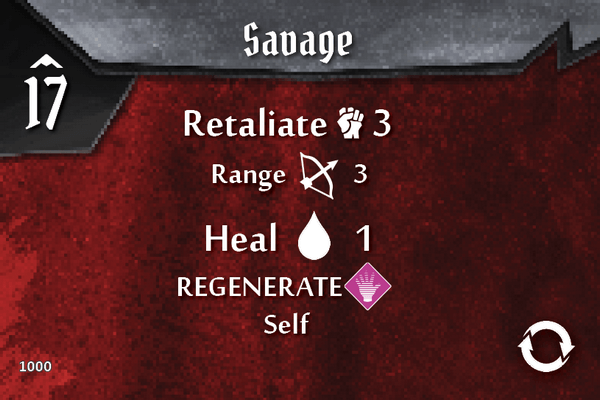 Savage
17
Retaliate 3
Range 3
Heal 1
REGENERATE
Self
1000